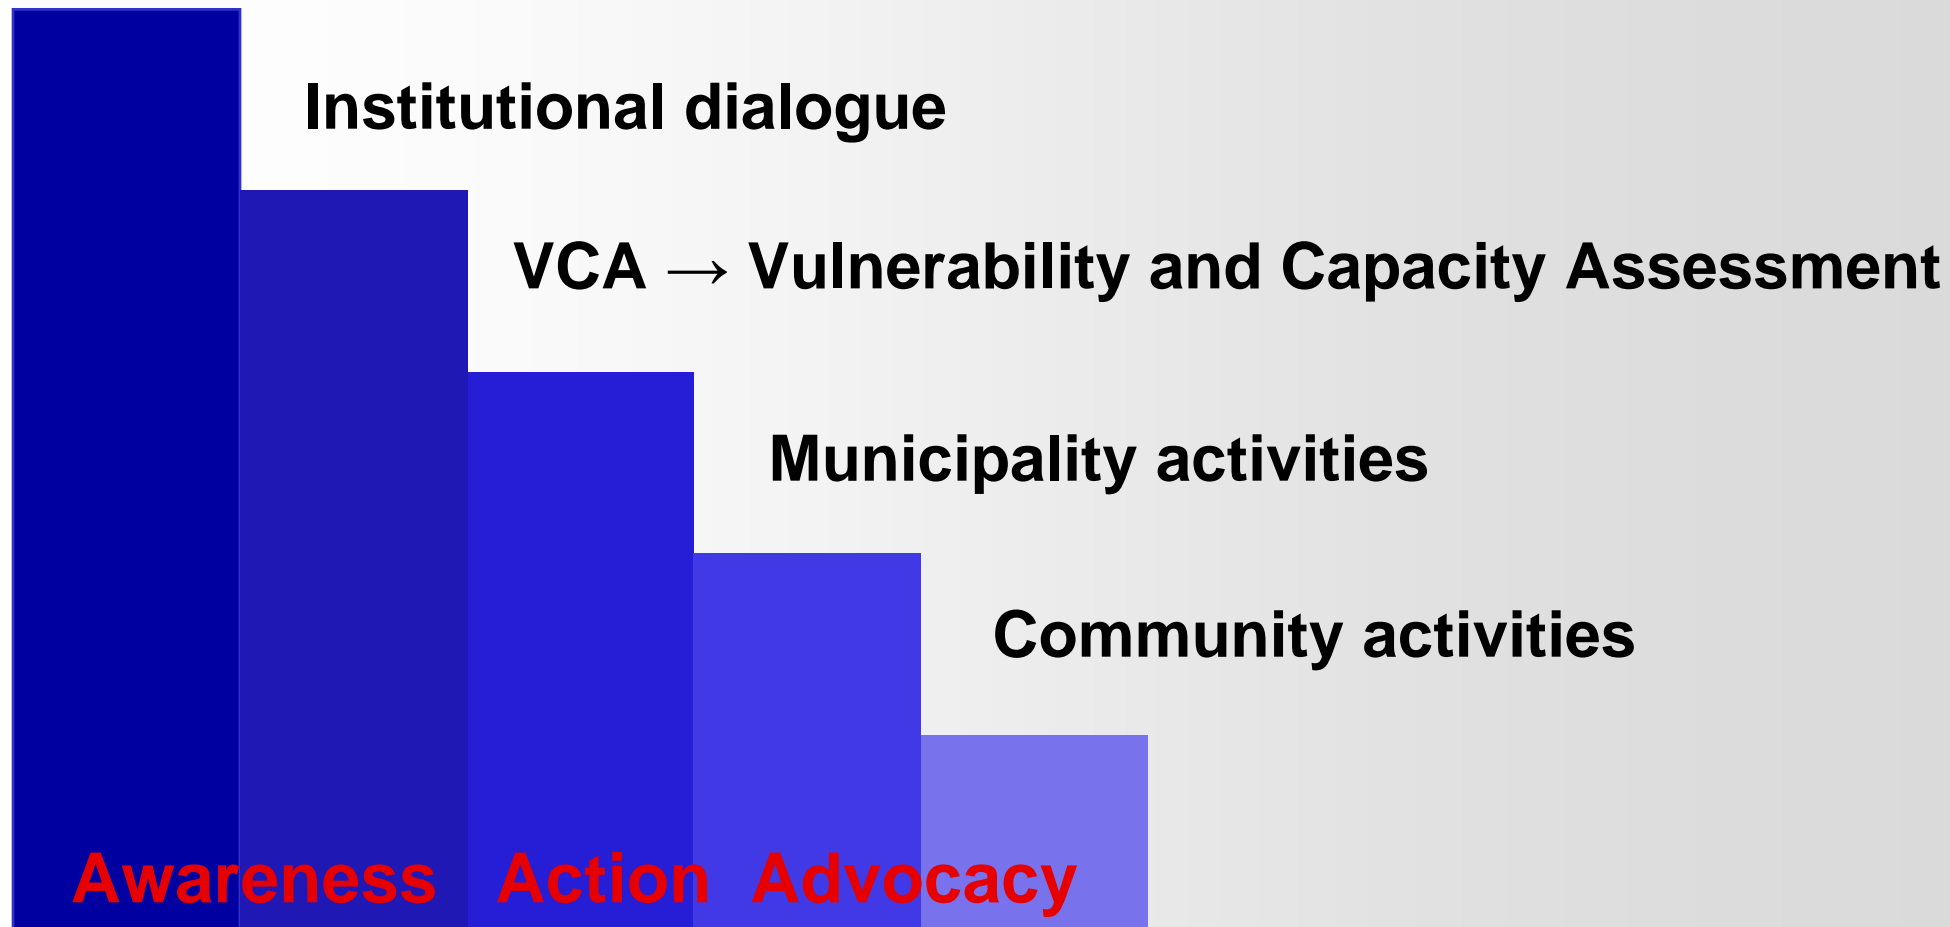 Institutional dialogue
VCA → Vulnerability and Capacity Assessment
Municipality activities
Community activities
Awareness Action Advocacy